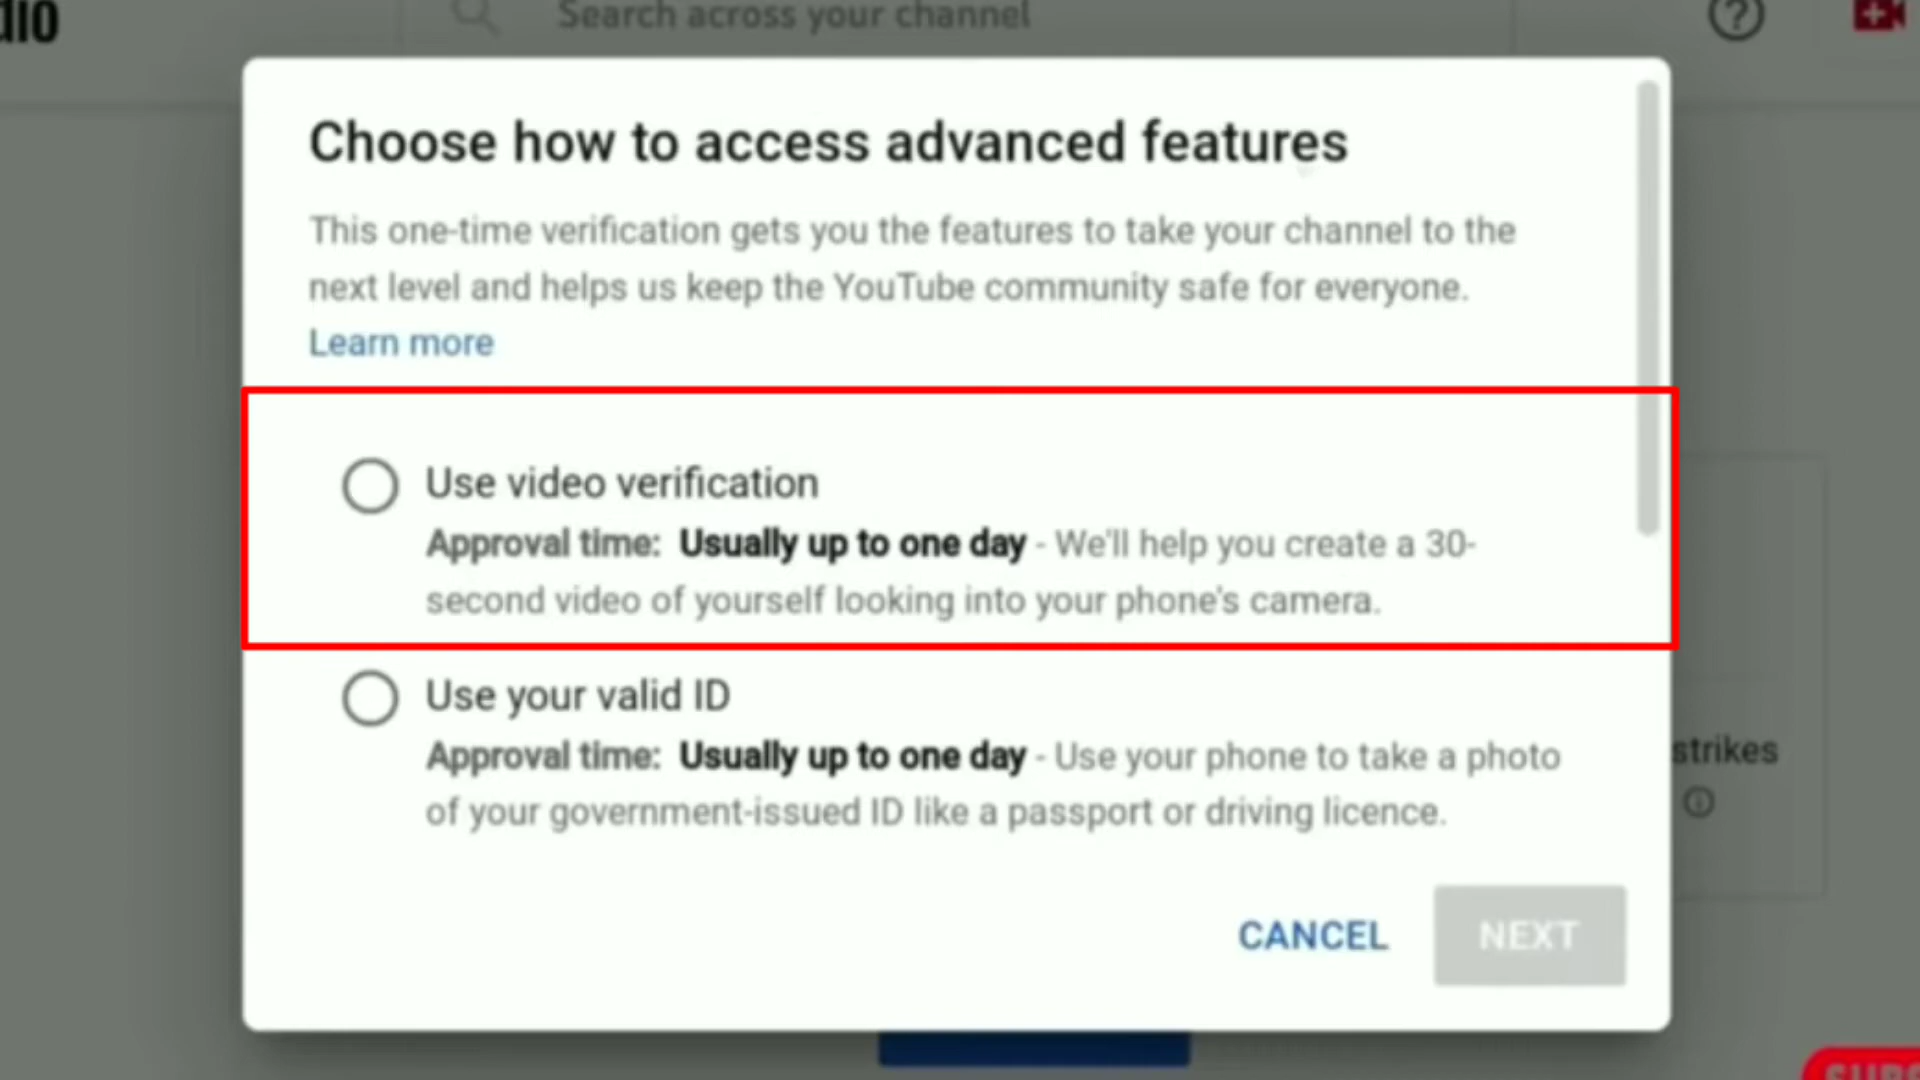 Search across your channel
Choose how to access advanced features
This one-time verification gets you the features to take your channel to the
next level and helps us keep the YouTube community safe for everyone.
Learn more
Use video verification
Approval time: Usually up to one day - We'll help you create a 30-
second video of yourself looking into your phone's camera.
Use your valid ID
Approval time: Usually up to one day - Use your phone to take a photo
of your government-issued ID like a passport or driving licence.
strikes
CANCEL
NEXT